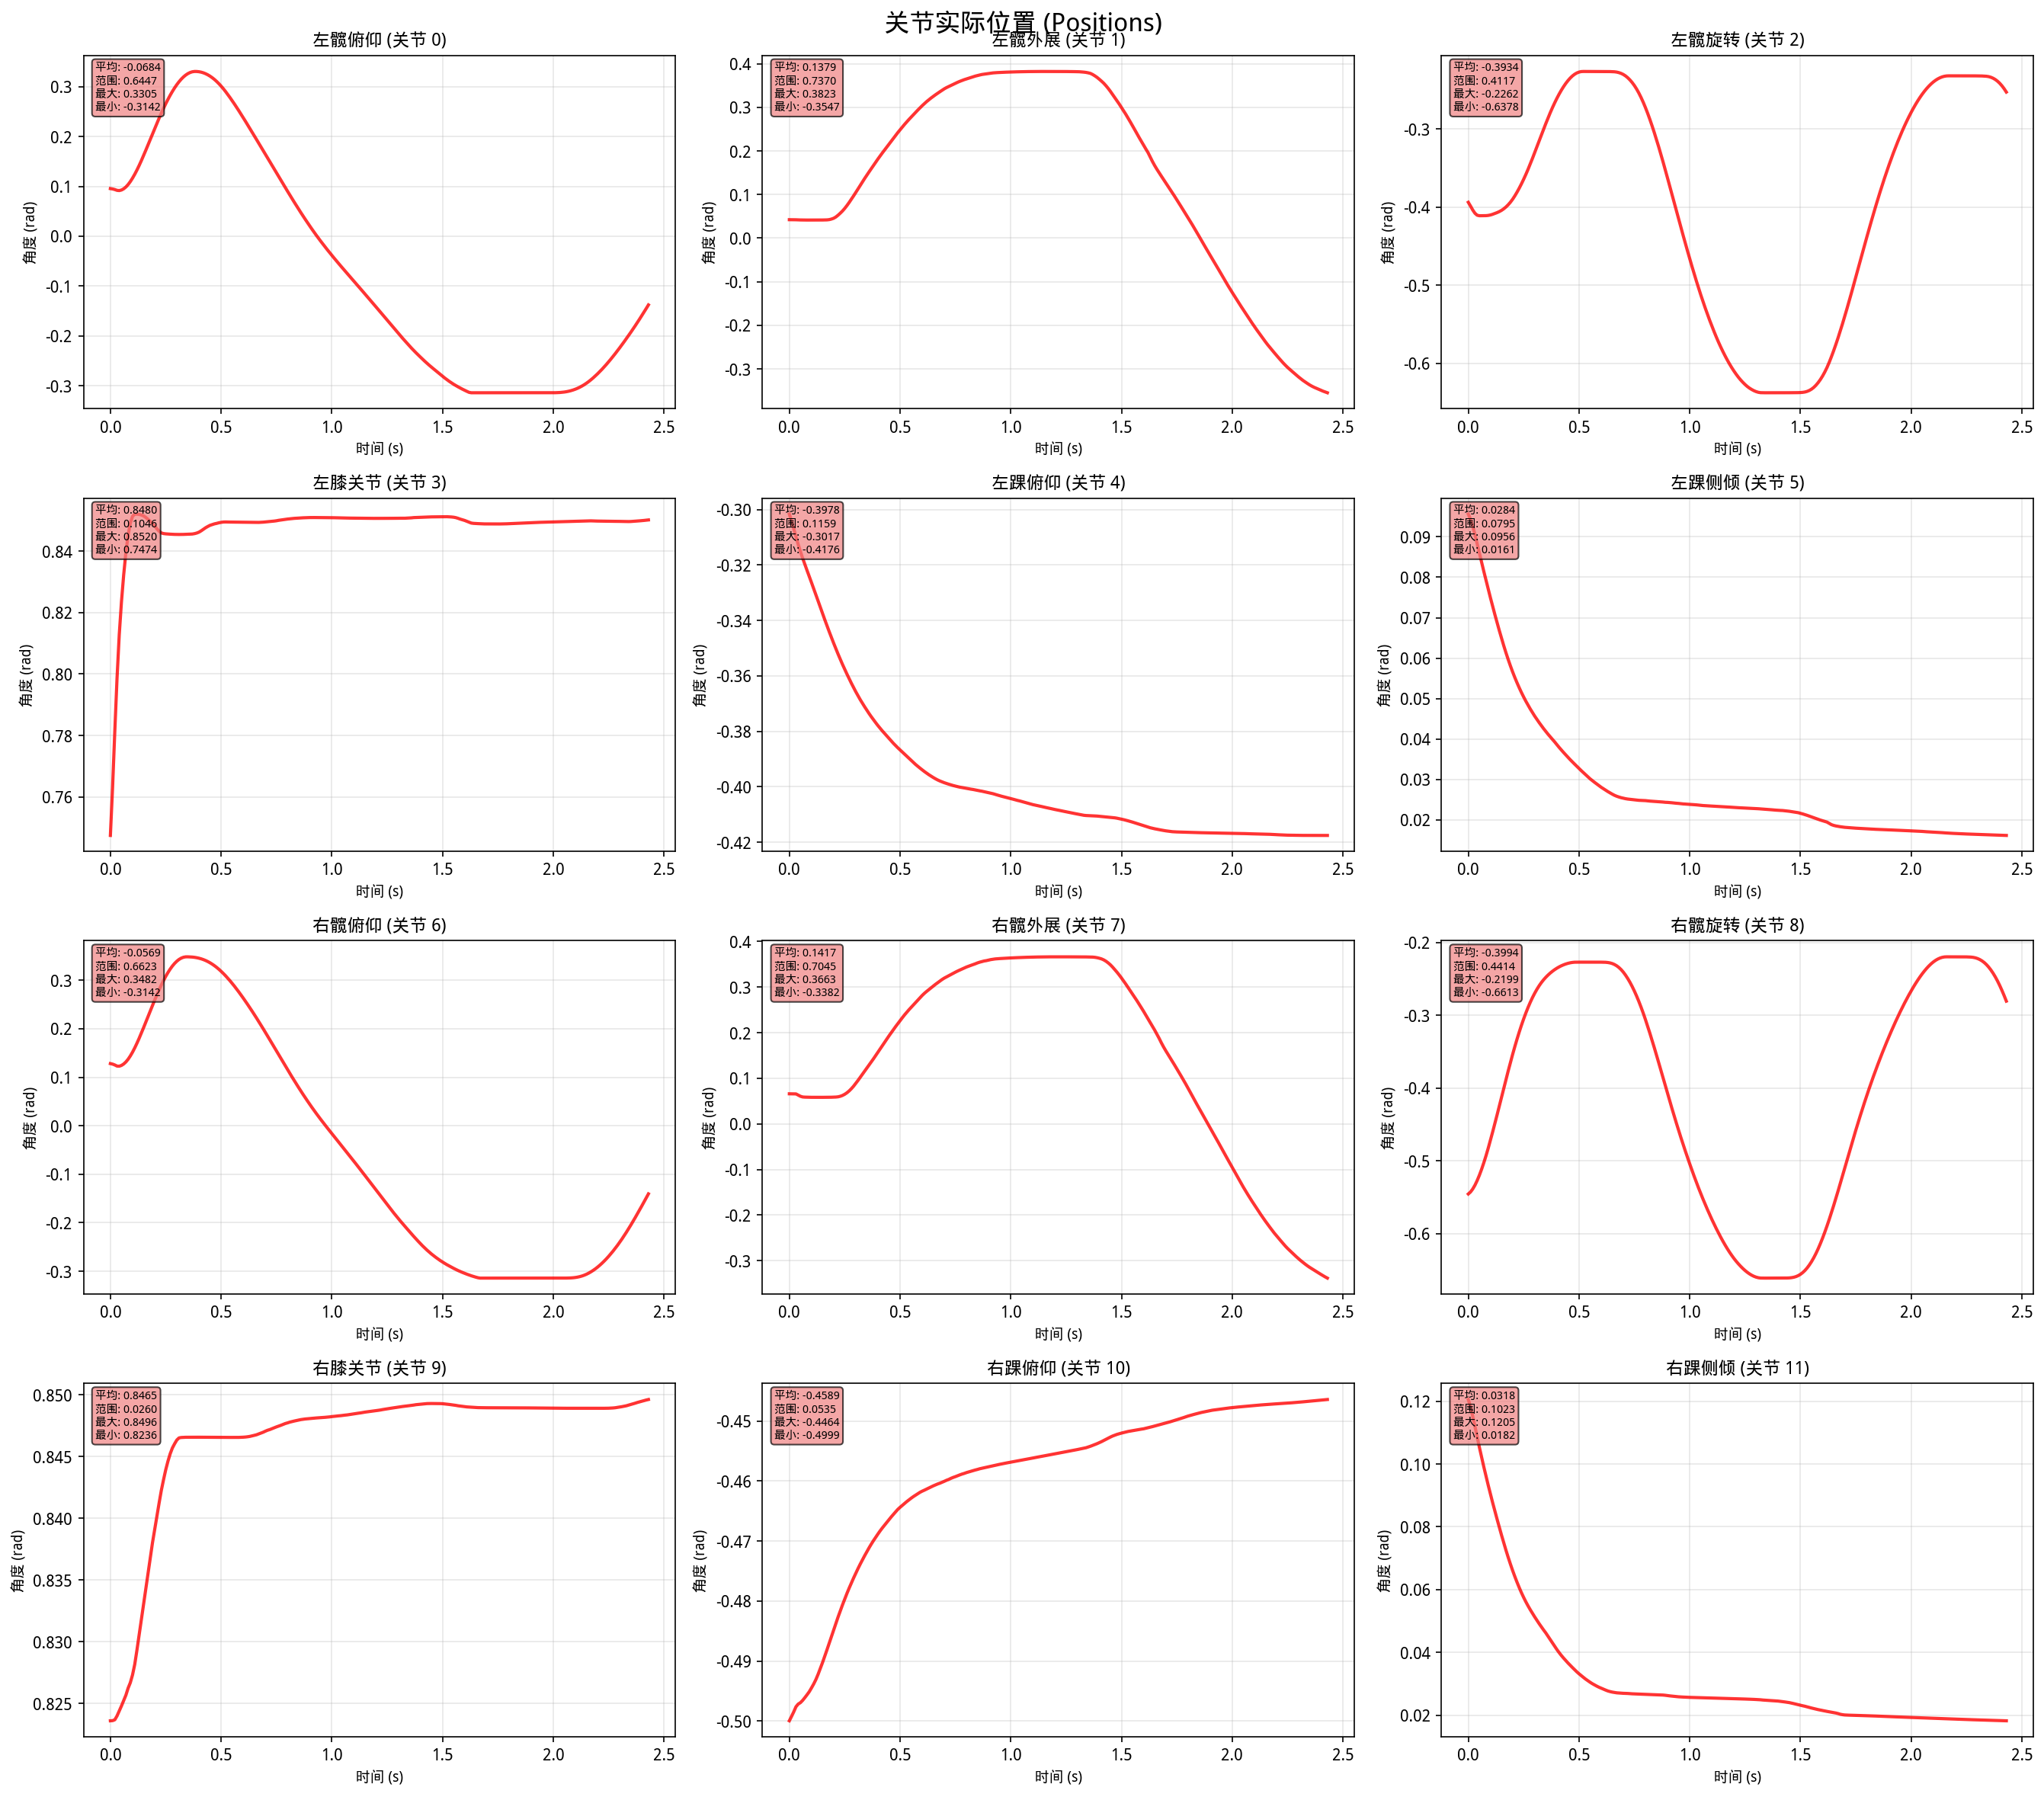 关节实际位置 (Positions)
左髋俯仰 (关节 0)
平均: -0.0684
范围: 0.6447
最大: 0.3305
最小: -0.3142
角度 (rad)
0.3
0.2
0.1
0.0
-0.1
-0.2
-0.3
0.0 0.5 1.0 1.5 2.0 2.5
时间 (s)
左髋外展 (关节 1)
平均: 0.1379
范围: 0.7370
最大: 0.3823
最小: -0.3547
角度 (rad)
0.4
0.3
0.2
0.1
0.0
-0.1
-0.2
-0.3
0.0 0.5 1.0 1.5 2.0 2.5
时间 (s)
左髋旋转 (关节 2)
平均: -0.3934
范围: 0.4117
最大: -0.2262
最小: -0.6378
角度 (rad)
-0.3
-0.4
-0.5
-0.6
0.0 0.5 1.0 1.5 2.0 2.5
时间 (s)
左膝关节 (关节 3)
平均: 0.8480
范围: 0.1046
最大: 0.8520
最小: 0.7474
角度 (rad)
0.84
0.82
0.80
0.78
0.76
0.0 0.5 1.0 1.5 2.0 2.5
时间 (s)
左踝俯仰 (关节 4)
平均: -0.3978
范围: 0.1159
最大: -0.3017
最小: -0.4176
角度 (rad)
-0.30
-0.32
-0.34
-0.36
-0.38
-0.40
-0.42
0.0 0.5 1.0 1.5 2.0 2.5
时间 (s)
左踝侧倾 (关节 5)
平均: 0.0284
范围: 0.0795
最大: 0.0956
最小: 0.0161
角度 (rad)
0.09
0.08
0.07
0.06
0.05
0.04
0.03
0.02
0.0 0.5 1.0 1.5 2.0 2.5
时间 (s)
右髋俯仰 (关节 6)
平均: -0.0569
范围: 0.6623
最大: 0.3482
最小: -0.3142
角度 (rad)
0.3
0.2
0.1
0.0
-0.1
-0.2
-0.3
0.0 0.5 1.0 1.5 2.0 2.5
时间 (s)
右髋外展 (关节 7)
平均: 0.1417
范围: 0.7045
最大: 0.3663
最小: -0.3382
角度 (rad)
0.4
0.3
0.2
0.1
0.0
-0.1
-0.2
-0.3
0.0 0.5 1.0 1.5 2.0 2.5
时间 (s)
右髋旋转 (关节 8)
平均: -0.3994
范围: 0.4414
最大: -0.2199
最小: -0.6613
角度 (rad)
-0.2
-0.3
-0.4
-0.5
-0.6
0.0 0.5 1.0 1.5 2.0 2.5
时间 (s)
右膝关节 (关节 9)
平均: 0.8465
范围: 0.0260
最大: 0.8496
最小: 0.8236
角度 (rad)
0.850
0.845
0.840
0.835
0.830
0.825
0.0 0.5 1.0 1.5 2.0 2.5
时间 (s)
右踝俯仰 (关节 10)
平均: -0.4589
范围: 0.0535
最大: -0.4464
最小: -0.4999
角度 (rad)
-0.45
-0.46
-0.47
-0.48
-0.49
-0.50
0.0 0.5 1.0 1.5 2.0 2.5
时间 (s)
右踝侧倾 (关节 11)
平均: 0.0318
范围: 0.1023
最大: 0.1205
最小: 0.0182
角度 (rad)
0.12
0.10
0.08
0.06
0.04
0.02
0.0 0.5 1.0 1.5 2.0 2.5
时间 (s)